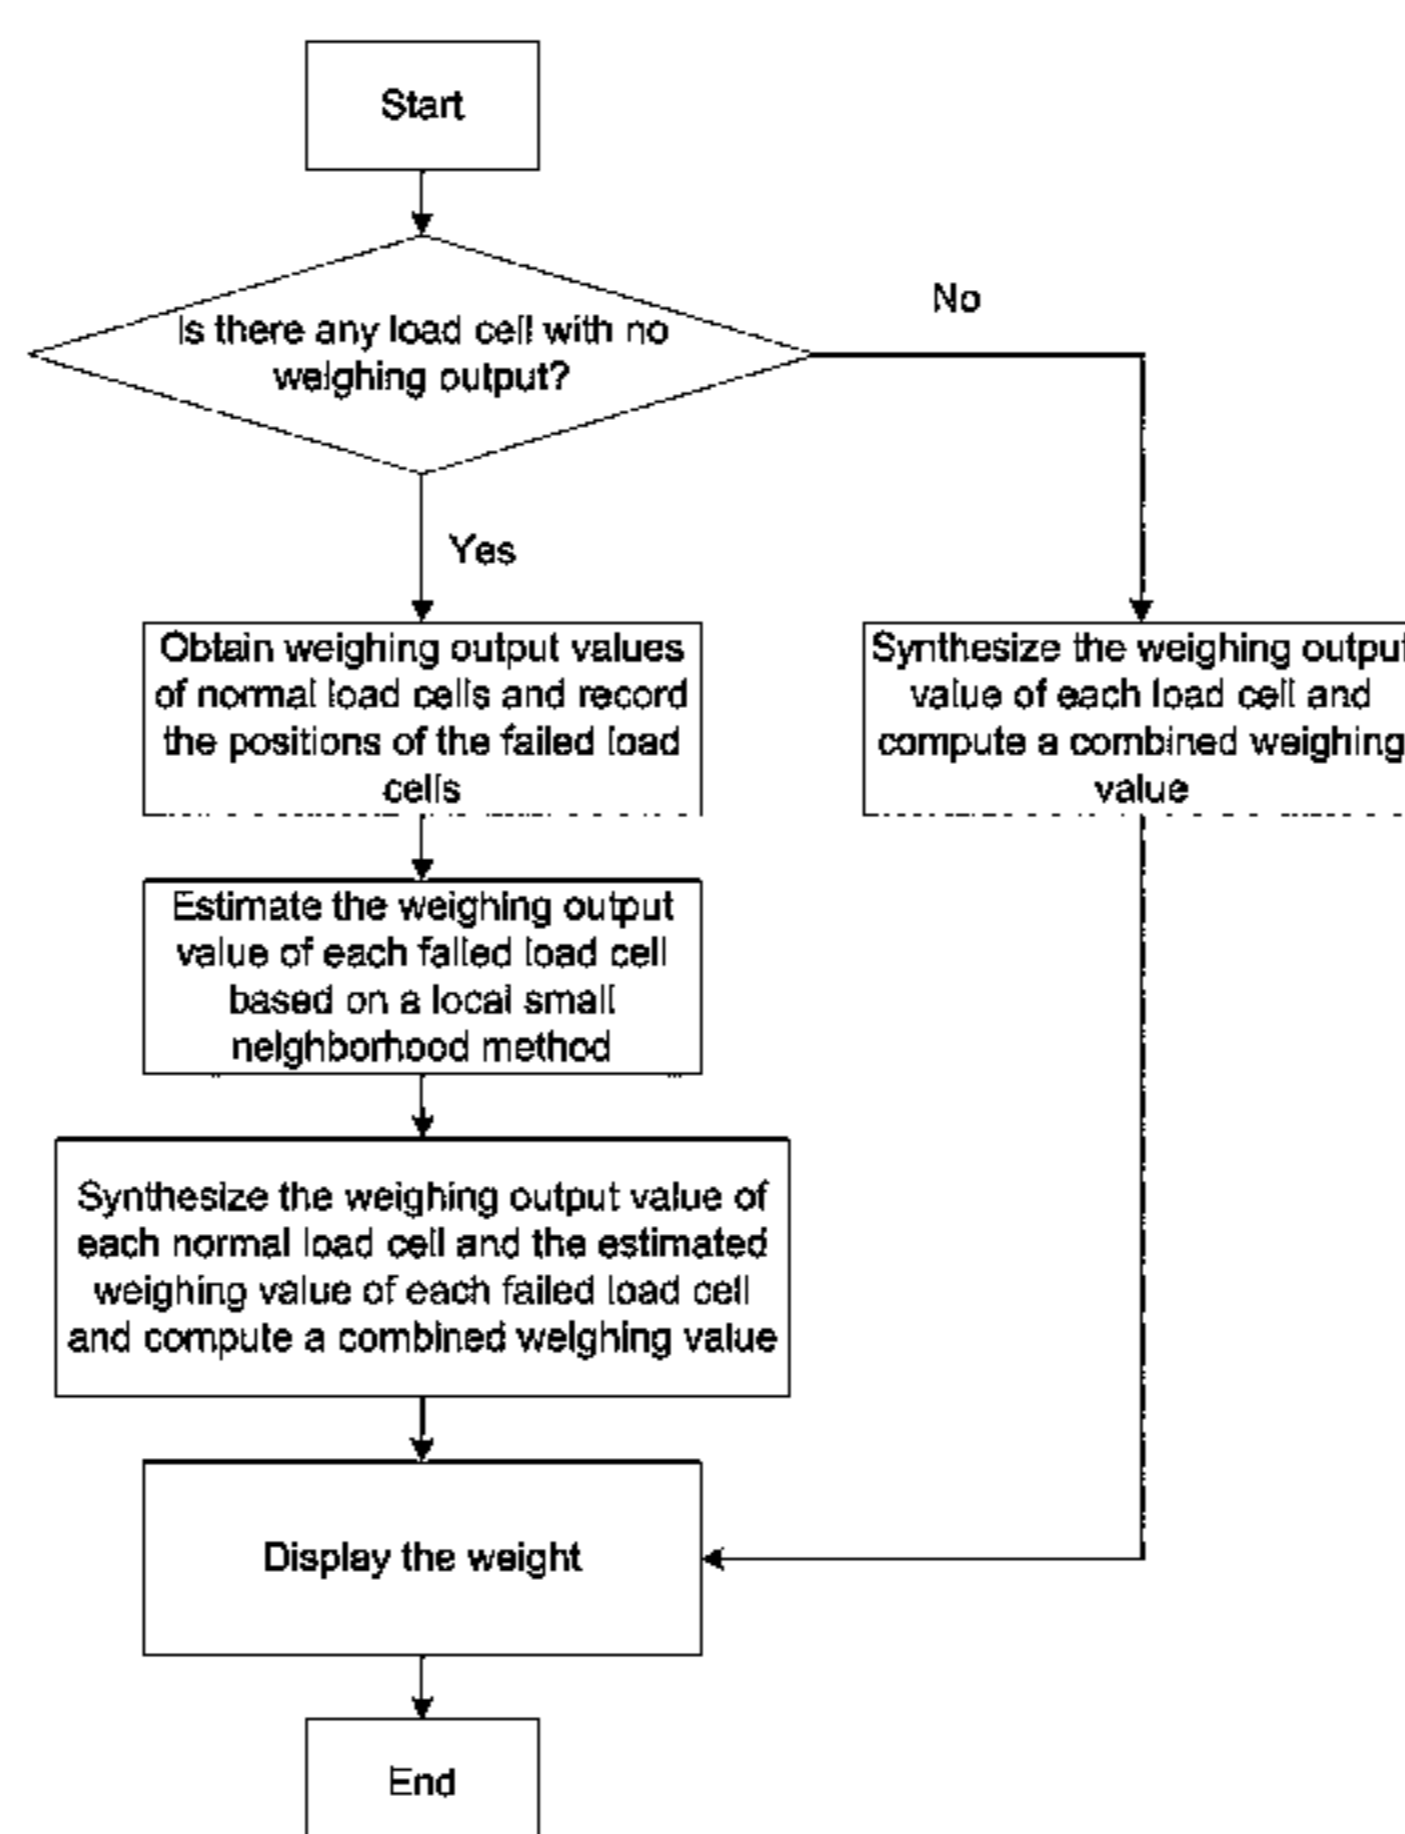 Start
Is there any load cell with no
weighing output?
No
Yes
Obtain weighing output values
of normal load cells and record
the positions of the failed load
cells
Synthesize the weighing output
value of each load cell and
compute a combined weighing
value
Estimate the weighing output
value of each failed load cell
based on a local small
neighborhood method
Synthesize the weighing output value of
each normal load cell and the estimated
weighing value of each failed load cell
and compute a combined weighing value
Display the weight
End